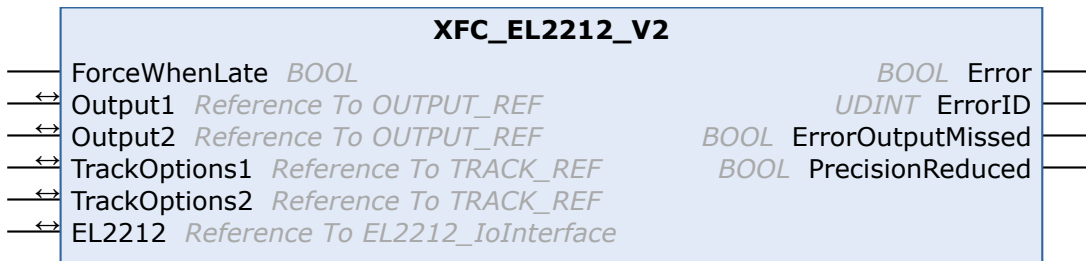 XFC_EL2212_V2
ForceWhenLate BOOL BOOL Error
Output1 Reference To OUTPUT_REF UDINT ErrorID
Output2 Reference To OUTPUT_REF BOOL ErrorOutputMissed
TrackOptions1 Reference To TRACK_REF BOOL PrecisionReduced
TrackOptions2 Reference To TRACK_REF
EL2212 Reference To EL2212_IoInterface